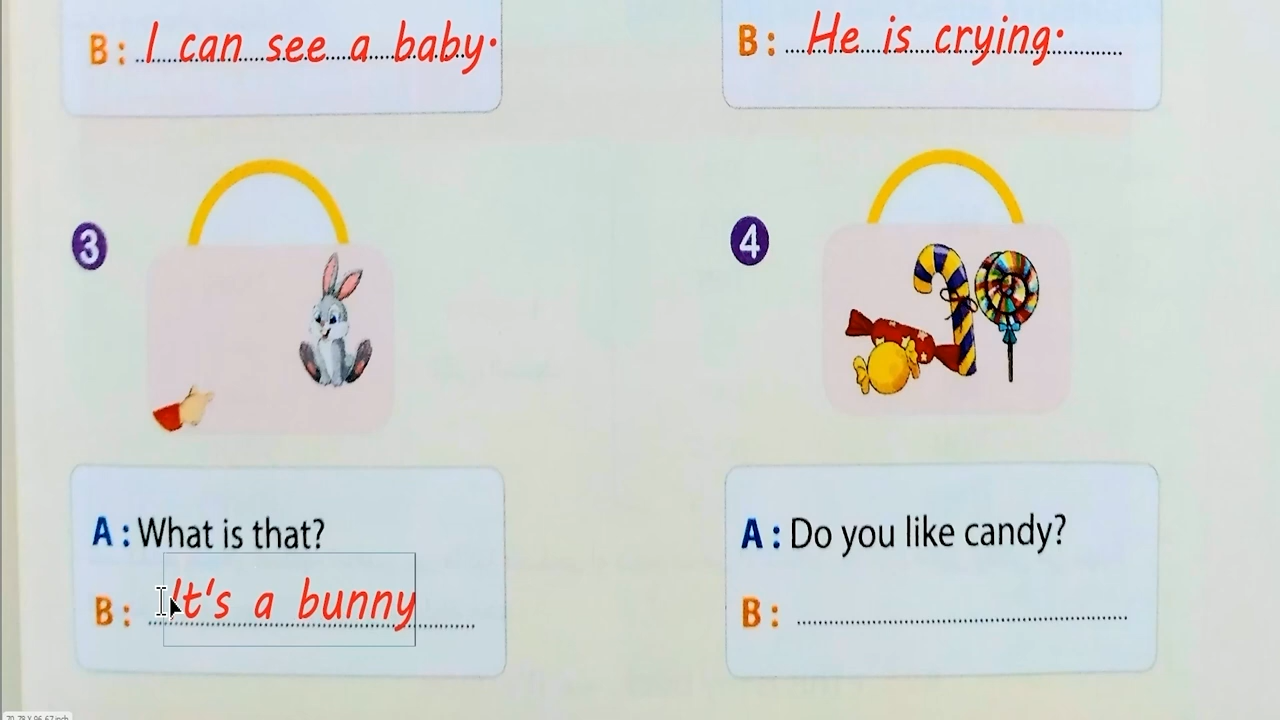 B: I can see a baby.
B: He is crying.
3
4
A: What is that?
B: It's a bunny
A: Do you like candy?
B: